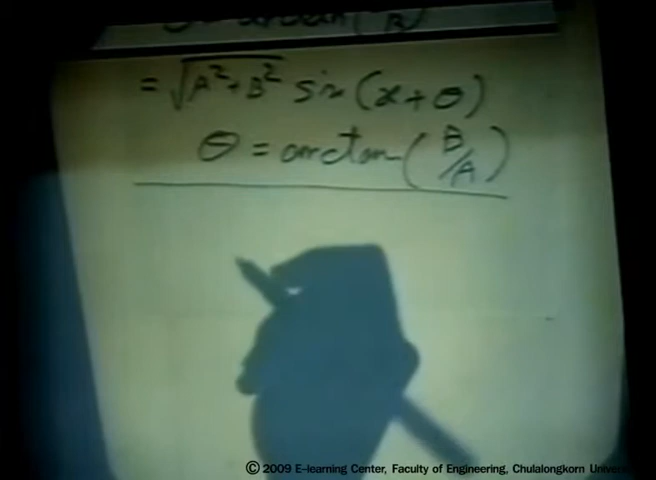 = √A²+B² sin(x+θ)
θ = arctan(B/A)
© 2009 E-learning Center, Faculty of Engineering, Chulalongkorn